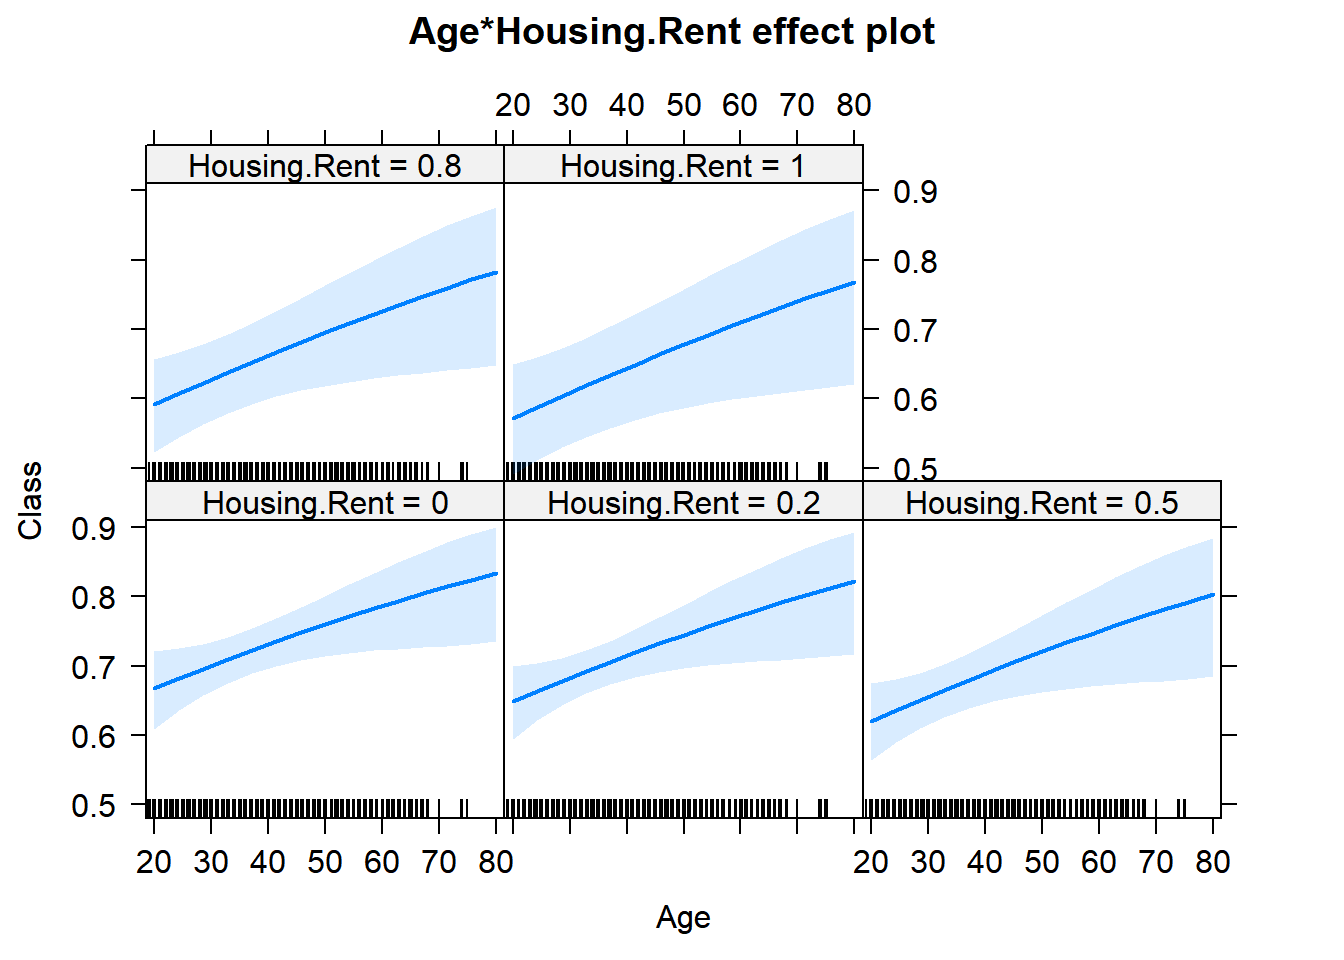 Age*Housing.Rent effect plot
20 30 40 50 60 70 80
Housing.Rent = 0.8
Housing.Rent = 1
0.9
0.8
0.7
0.6
0.5
Class
Housing.Rent = 0
Housing.Rent = 0.2
Housing.Rent = 0.5
0.9
0.8
0.7
0.6
0.5
20 30 40 50 60 70 80
20 30 40 50 60 70 80
Age